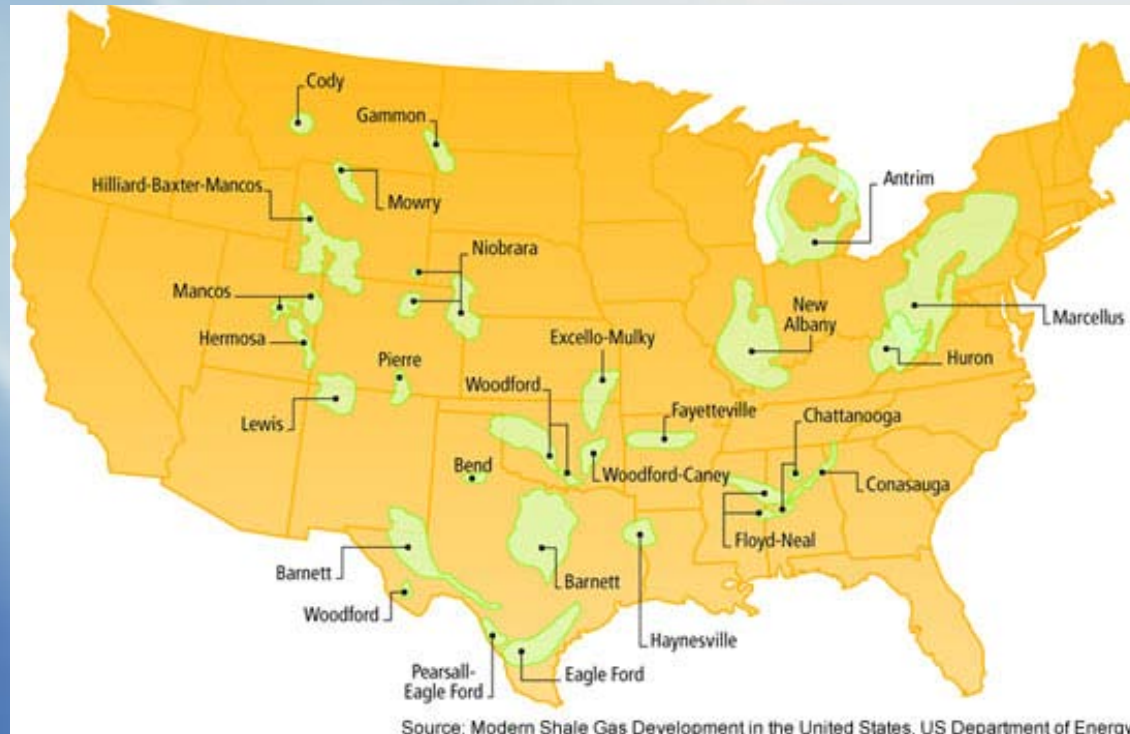 Cody
Gammon
Antrim
Hilliard-Baxter-Mancos
Mowry
Niobrara
Mancos
New
Albany
Marcellus
Hermosa
Excello-Mulky
Huron
Pierre
Woodford
Fayetteville
Chattanooga
Lewis
Bend
Woodford-Caney
Conasauga
Floyd-Neal
Barnett
Barnett
Woodford
Haynesville
Pearsall-
Eagle Ford
Eagle Ford
Source: Modern Shale Gas Development in the United States, US Department of Energy